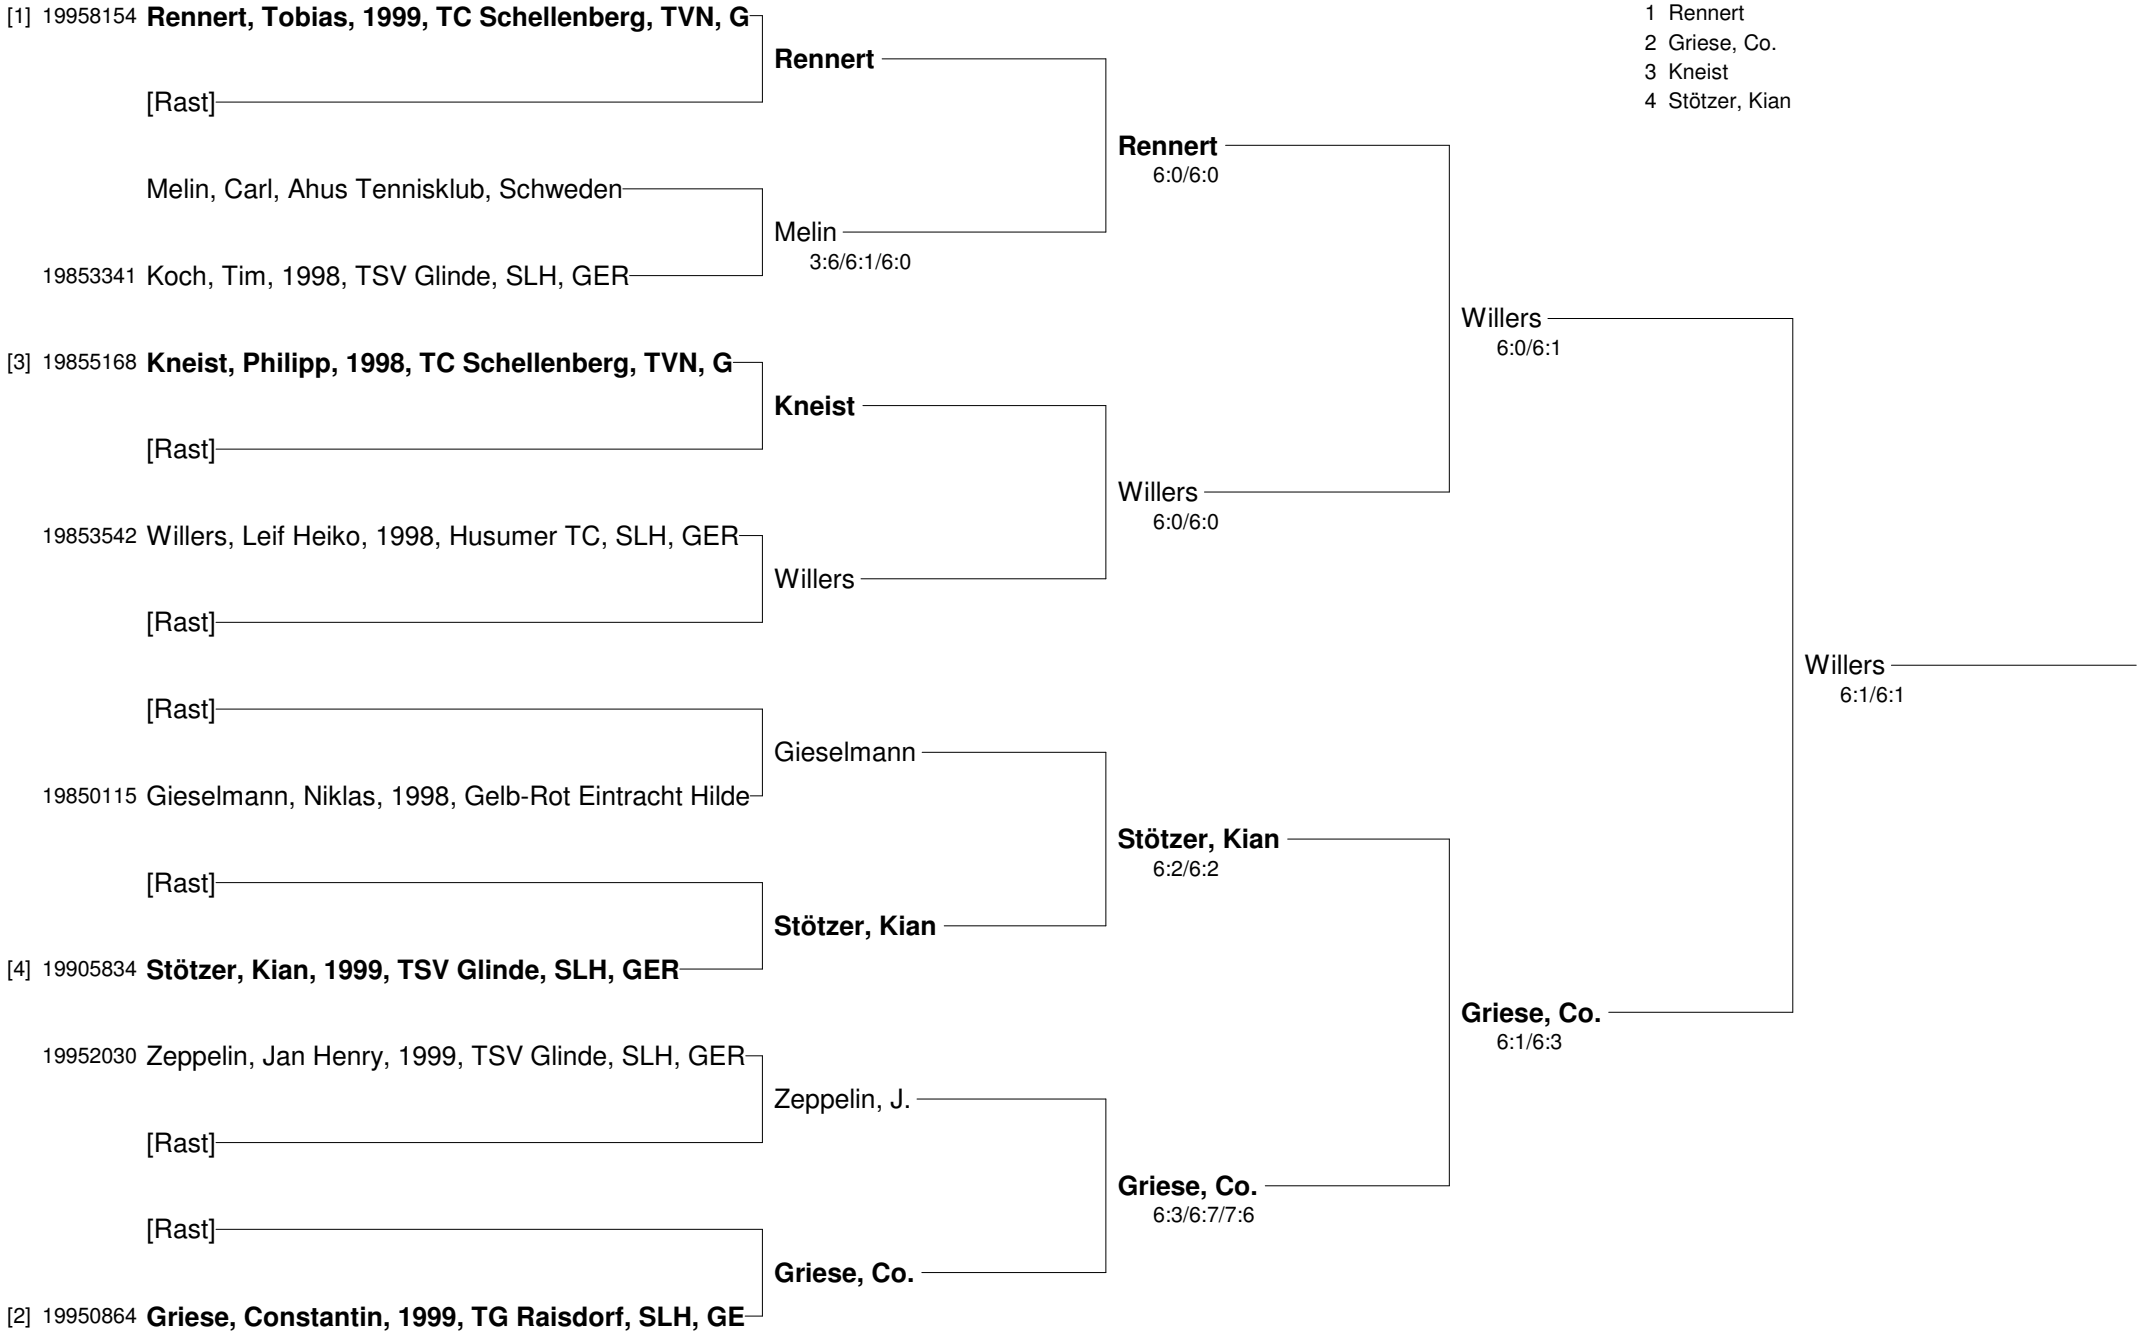 [1] 19958154 Rennert, Tobias, 1999, TC Schellenberg, TVN, G
1 Rennert
2 Griese, Co.
3 Kneist
4 Stötzer, Kian
Rennert
[Rast]
Rennert
6:0/6:0
Melin, Carl, Ahus Tennisklub, Schweden
Melin
3:6/6:1/6:0
19853341 Koch, Tim, 1998, TSV Glinde, SLH, GER
Willers
6:0/6:1
[3] 19855168 Kneist, Philipp, 1998, TC Schellenberg, TVN, G
Kneist
[Rast]
Willers
6:0/6:0
19853542 Willers, Leif Heiko, 1998, Husumer TC, SLH, GER
Willers
[Rast]
Willers
6:1/6:1
[Rast]
Gieselmann
19850115 Gieselmann, Niklas, 1998, Gelb-Rot Eintracht Hilde
Stötzer, Kian
6:2/6:2
[Rast]
Stötzer, Kian
[4] 19905834 Stötzer, Kian, 1999, TSV Glinde, SLH, GER
Griese, Co.
6:1/6:3
19952030 Zeppelin, Jan Henry, 1999, TSV Glinde, SLH, GER
Zeppelin, J.
[Rast]
Griese, Co.
6:3/6:7/7:6
[Rast]
Griese, Co.
[2] 19950864 Griese, Constantin, 1999, TG Raisdorf, SLH, GE